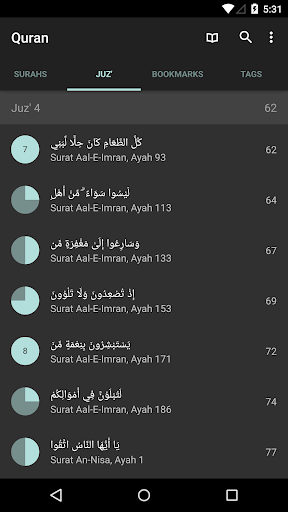 5:31
Quran
SURAHS JUZ' BOOKMARKS TAGS
Juz' 4 62
7 كُلُّ الطَّعَامِ كَانَ حِلًّا لِّبَنِي 62
Surat Aal-E-Imran, Ayah 93
لَيْسُوا سَوَاءً ۗ مِّنْ أَهْلِ 64
Surat Aal-E-Imran, Ayah 113
وَسَارِعُوا إِلَىٰ مَغْفِرَةٍ مِّن 67
Surat Aal-E-Imran, Ayah 133
إِذْ تُصْعِدُونَ وَلَا تَلْوُونَ 69
Surat Aal-E-Imran, Ayah 153
8 يَسْتَبْشِرُونَ بِنِعْمَةٍ مِّنَ 72
Surat Aal-E-Imran, Ayah 171
لَتُبْلَوُنَّ فِي أَمْوَالِكُمْ 74
Surat Aal-E-Imran, Ayah 186
يَا أَيُّهَا النَّاسُ اتَّقُوا 77
Surat An-Nisa, Ayah 1